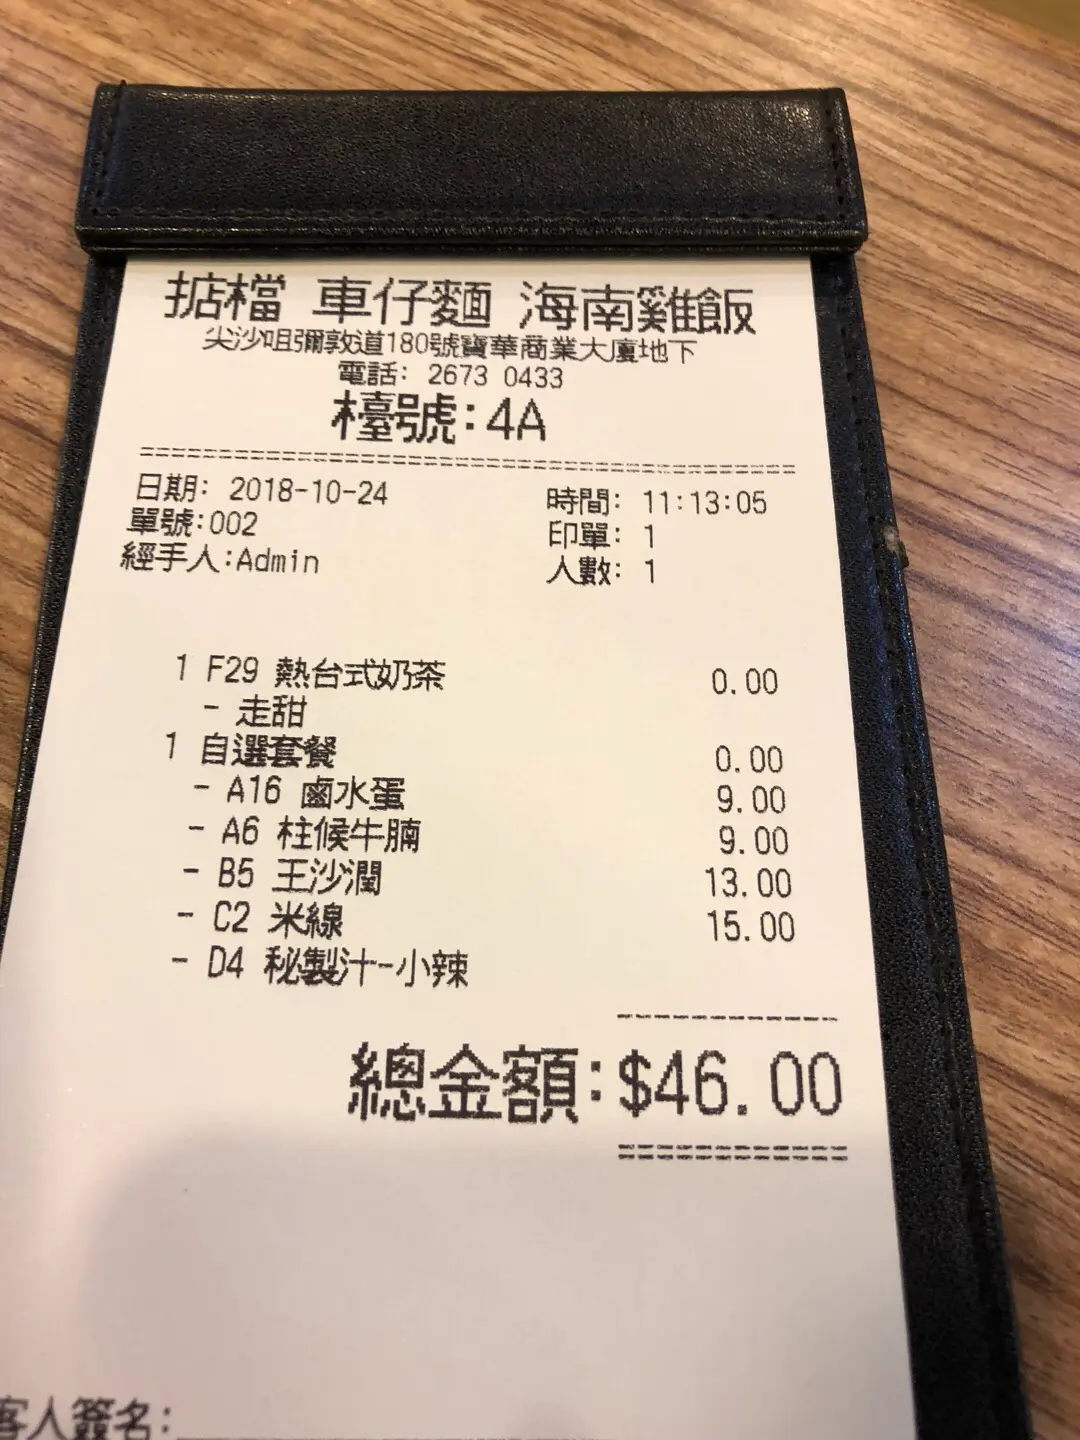 掂檔 車仔麵 海南雞飯
尖沙咀彌敦道180號寶華商業大廈地下
電話: 2673 0433
檯號:4A
日期: 2018-10-24 時間: 11:13:05
單號:002 印單: 1
經手人:Admin 人數: 1
1 F29 熱台式奶茶 0.00
- 走甜
1 自選套餐 0.00
- A16 鹵水蛋 9.00
- A6 柱候牛腩 9.00
- B5 王沙潤 13.00
- C2 米線 15.00
- D4 秘製汁-小辣
總金額:$46.00
客人簽名: